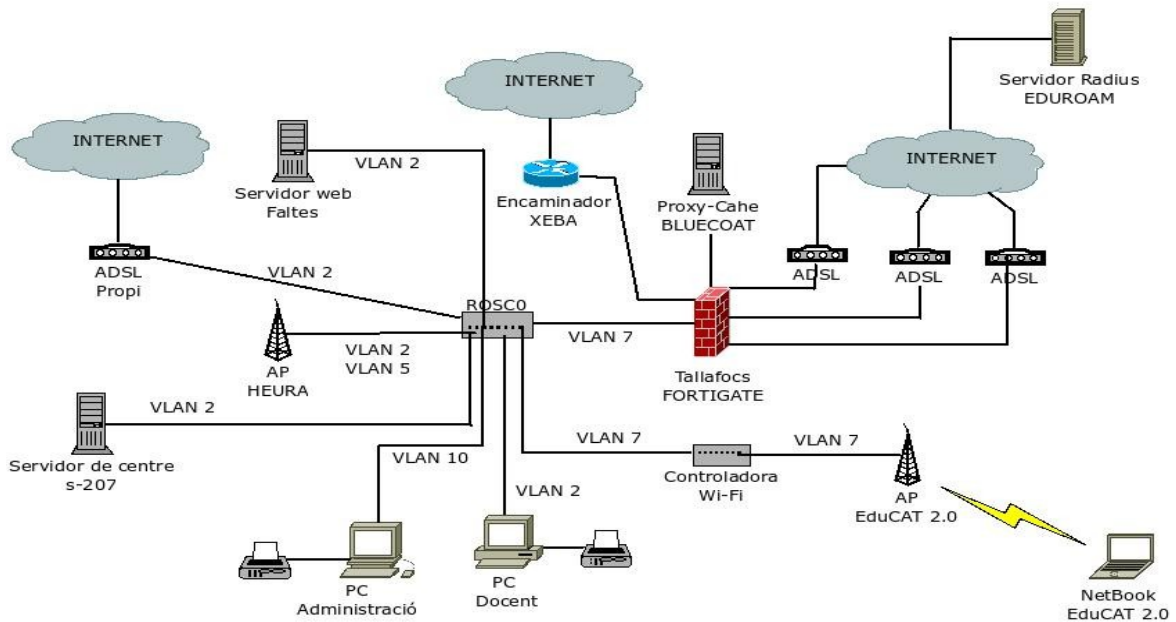 INTERNET
Servidor Radius
EDUROAM
INTERNET
VLAN 2
INTERNET
Servidor web
Faltes
Encaminador
XEBA
Proxy-Cahe
BLUECOAT
ADSL
Propi
VLAN 2
ADSL
ADSL
ADSL
ROSC0
VLAN 7
VLAN 2
VLAN 5
AP
HEURA
Tallafocs
FORTIGATE
VLAN 2
VLAN 7
VLAN 7
Servidor de centre
s-207
VLAN 10
Controladora
Wi-Fi
AP
EduCAT 2.0
VLAN 2
PC
Administració
PC
Docent
NetBook
EduCAT 2.0